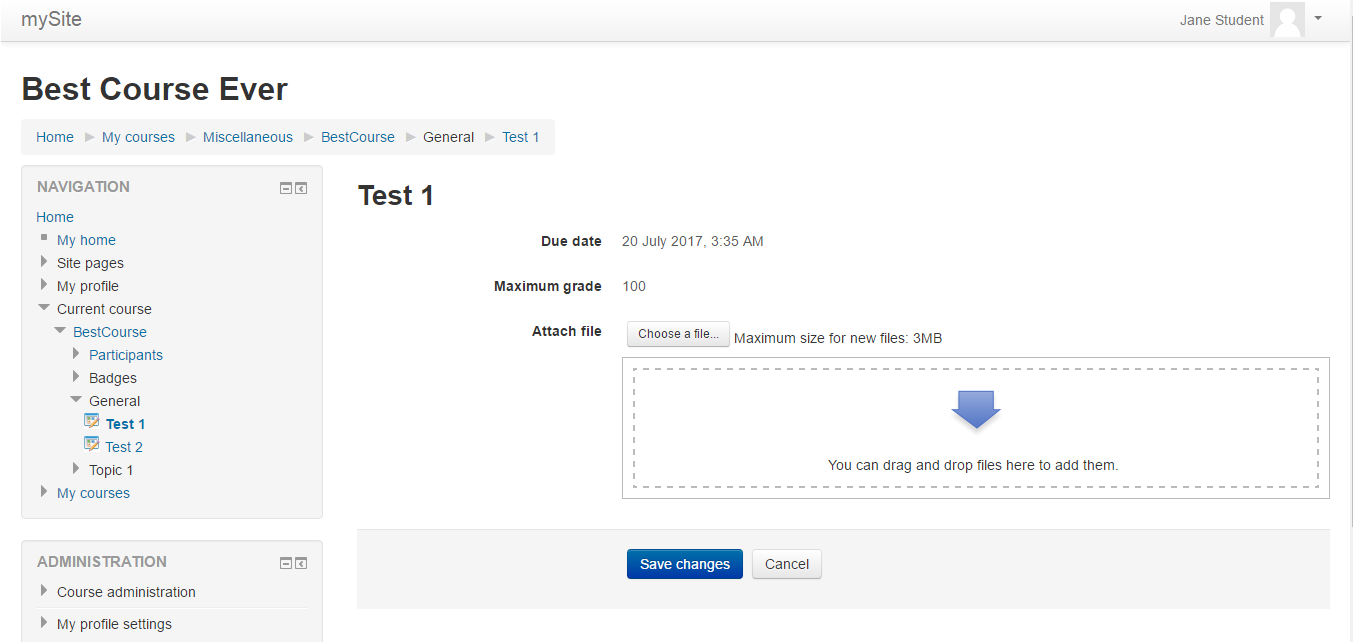 mySite
Jane Student
Best Course Ever
Home My courses Miscellaneous BestCourse General Test 1
NAVIGATION
Home
My home
Site pages
My profile
Current course
BestCourse
Participants
Badges
General
Test 1
Test 2
Topic 1
My courses
ADMINISTRATION
Course administration
My profile settings
Test 1
Due date 20 July 2017, 3:35 AM
Maximum grade 100
Attach file Choose a file... Maximum size for new files: 3MB
You can drag and drop files here to add them.
Save changes Cancel